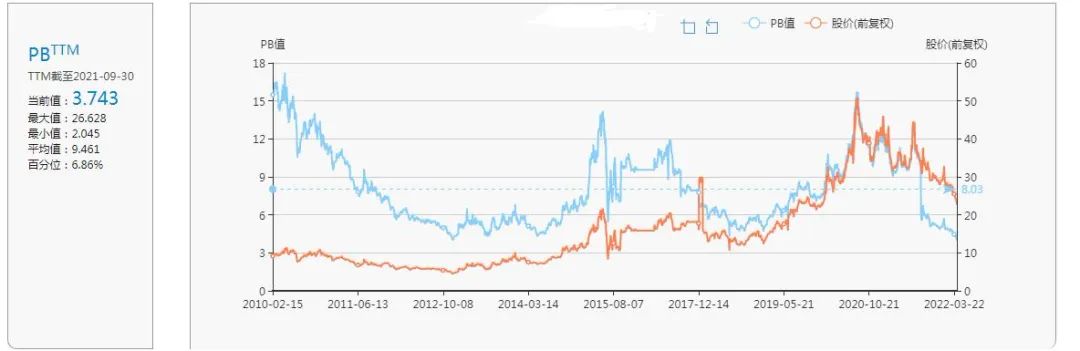 PBTTM
TTM截至2021-09-30
当前值：3.743
最大值：26.628
最小值：2.045
平均值：9.461
百分位：6.86%
PB值 股价(前复权)
PB值 股价(前复权)
18 60
15 50
12 40
9 30
8.03
6 20
3 10
0 0
2010-02-15 2011-06-13 2012-10-08 2014-03-14 2015-08-07 2017-12-14 2019-05-21 2020-10-21 2022-03-22